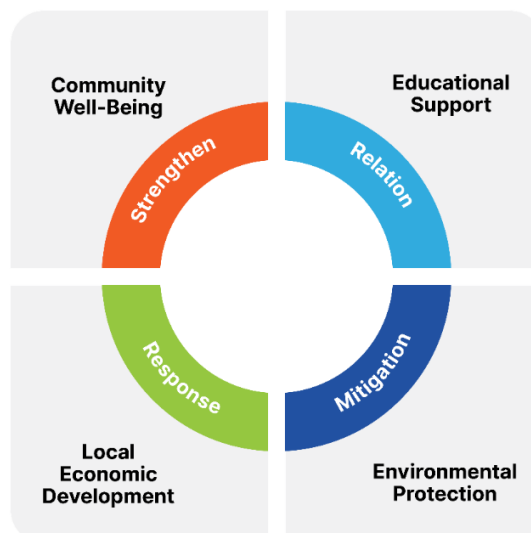 Community
Well-Being
Strengthen
Educational
Support
Relation
Response
Local
Economic
Development
Mitigation
Environmental
Protection